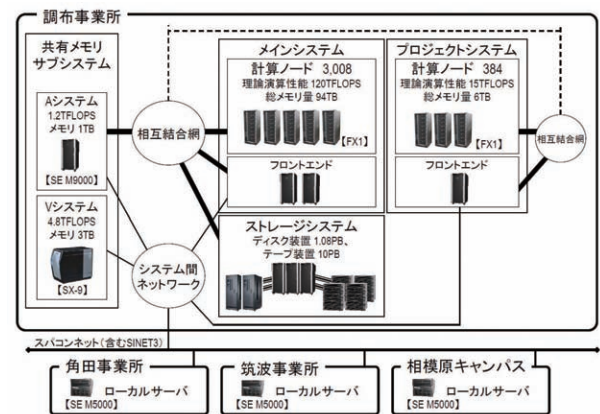 調布事業所
共有メモリ
サブシステム
Aシステム
1.2TFLOPS
メモリ 1TB
【SE M9000】
Vシステム
4.8TFLOPS
メモリ 3TB
【SX-9】
相互結合網
システム間
ネットワーク
メインシステム
計算ノード 3,008
理論演算性能 120TFLOPS
総メモリ量 94TB
【FX1】
フロントエンド
プロジェクトシステム
計算ノード 384
理論演算性能 15TFLOPS
総メモリ量 6TB
【FX1】
フロントエンド
相互結合網
ストレージシステム
ディスク装置 1.08PB、
テープ装置 10PB
スパコンネット(含むSINET3)
角田事業所
ローカルサーバ
【SE M5000】
筑波事業所
ローカルサーバ
【SE M5000】
相模原キャンパス
ローカルサーバ
【SE M5000】